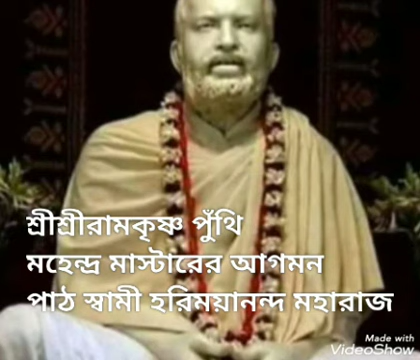 শ্রীশ্রীরামকৃষ্ণ পুঁথি
মহেন্দ্র মাস্টারের আগমন
পাঠ স্বামী হরিময়ানন্দ মহারাজ
Made with
VideoShow